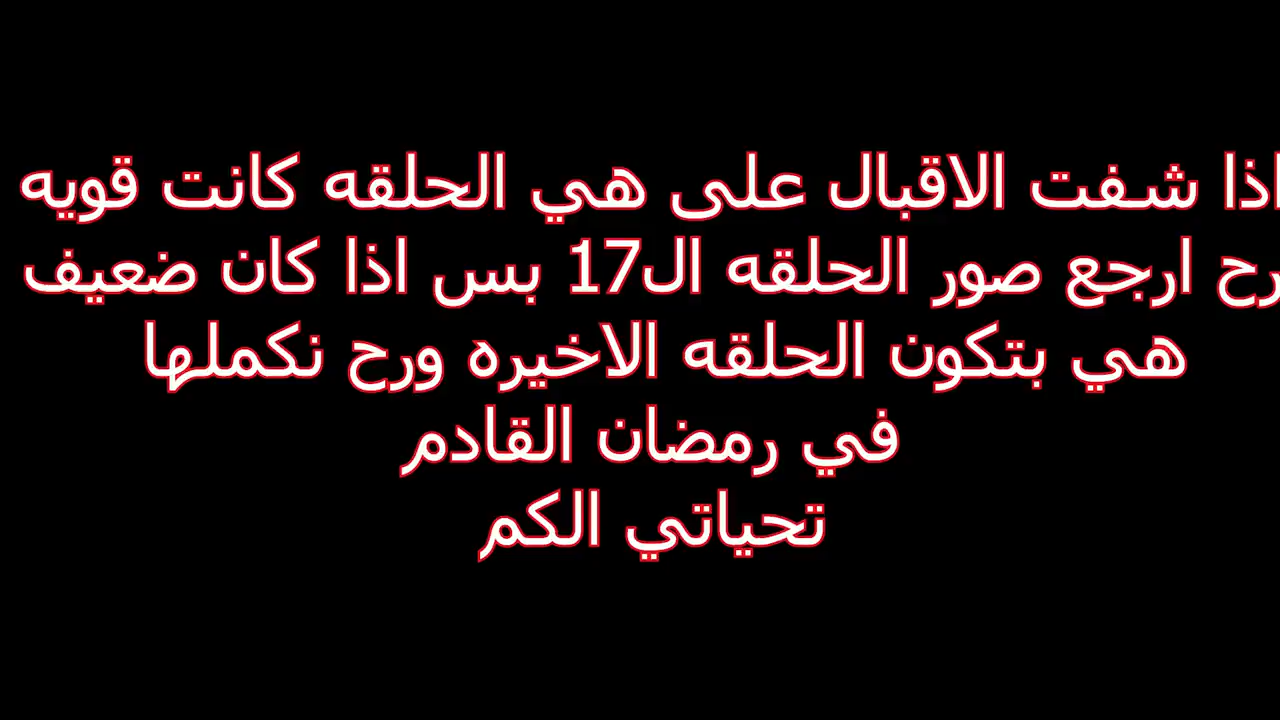 اذا شفت الاقبال على هي الحلقه كانت قويه
رح ارجع صور الحلقه ال17 بس اذا كان ضعيف
هي بتكون الحلقه الاخيره ورح نكملها
في رمضان القادم
تحياتي الكم